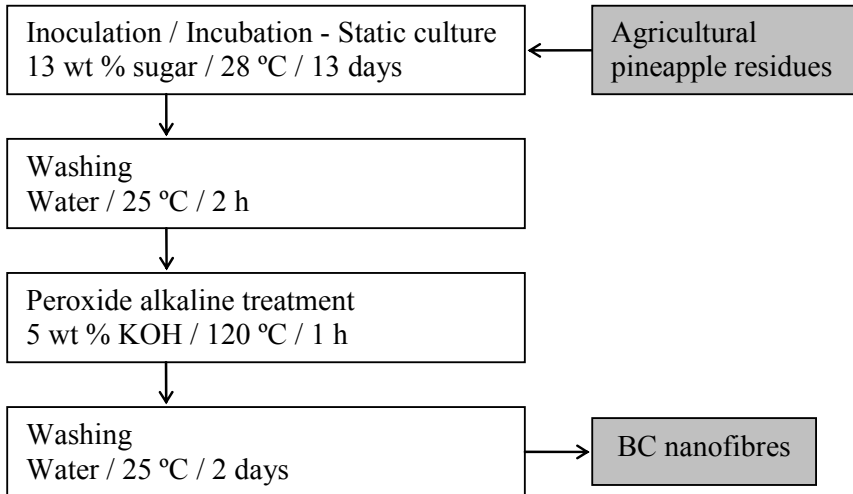 Inoculation / Incubation - Static culture
13 wt % sugar / 28 ºC / 13 days
Agricultural
pineapple residues
Washing
Water / 25 ºC / 2 h
Peroxide alkaline treatment
5 wt % KOH / 120 ºC / 1 h
Washing
Water / 25 ºC / 2 days
BC nanofibres